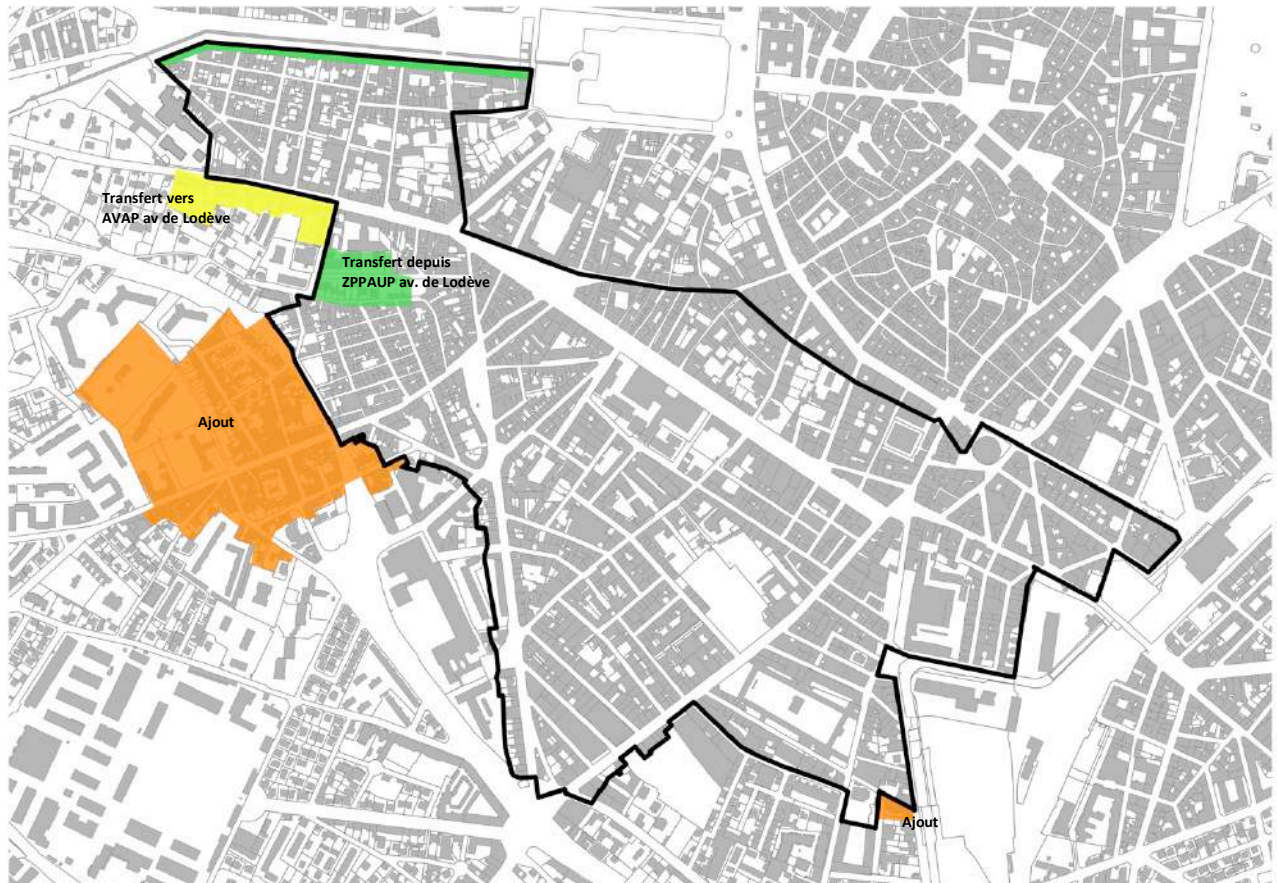 Transfert vers
AVAP av de Lodève
Transfert depuis
ZPPAUP av. de Lodève
Ajout
Ajout